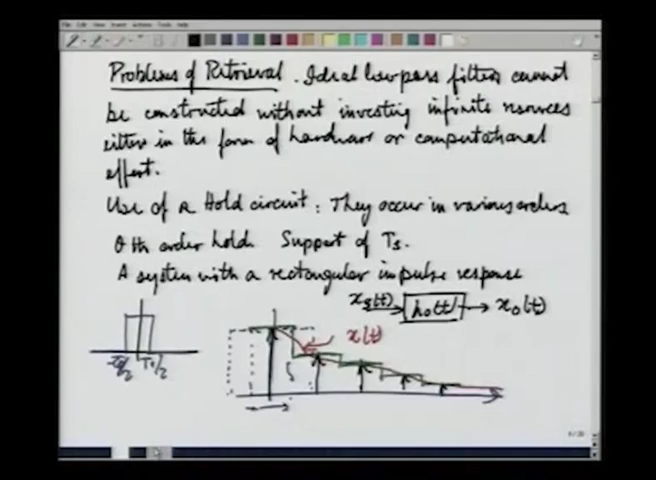 Problems of Retrieval. Ideal lowpass filters cannot
be constructed without investing infinite resources
either in the form of hardware or computational
effort.
Use of a Hold circuit: They occur in various orders
0th order hold. Support of Ts.
A system with a rectangular impulse response
xs(t) h0(t) x0(t)
x(t)
-Ts/2 Ts/2